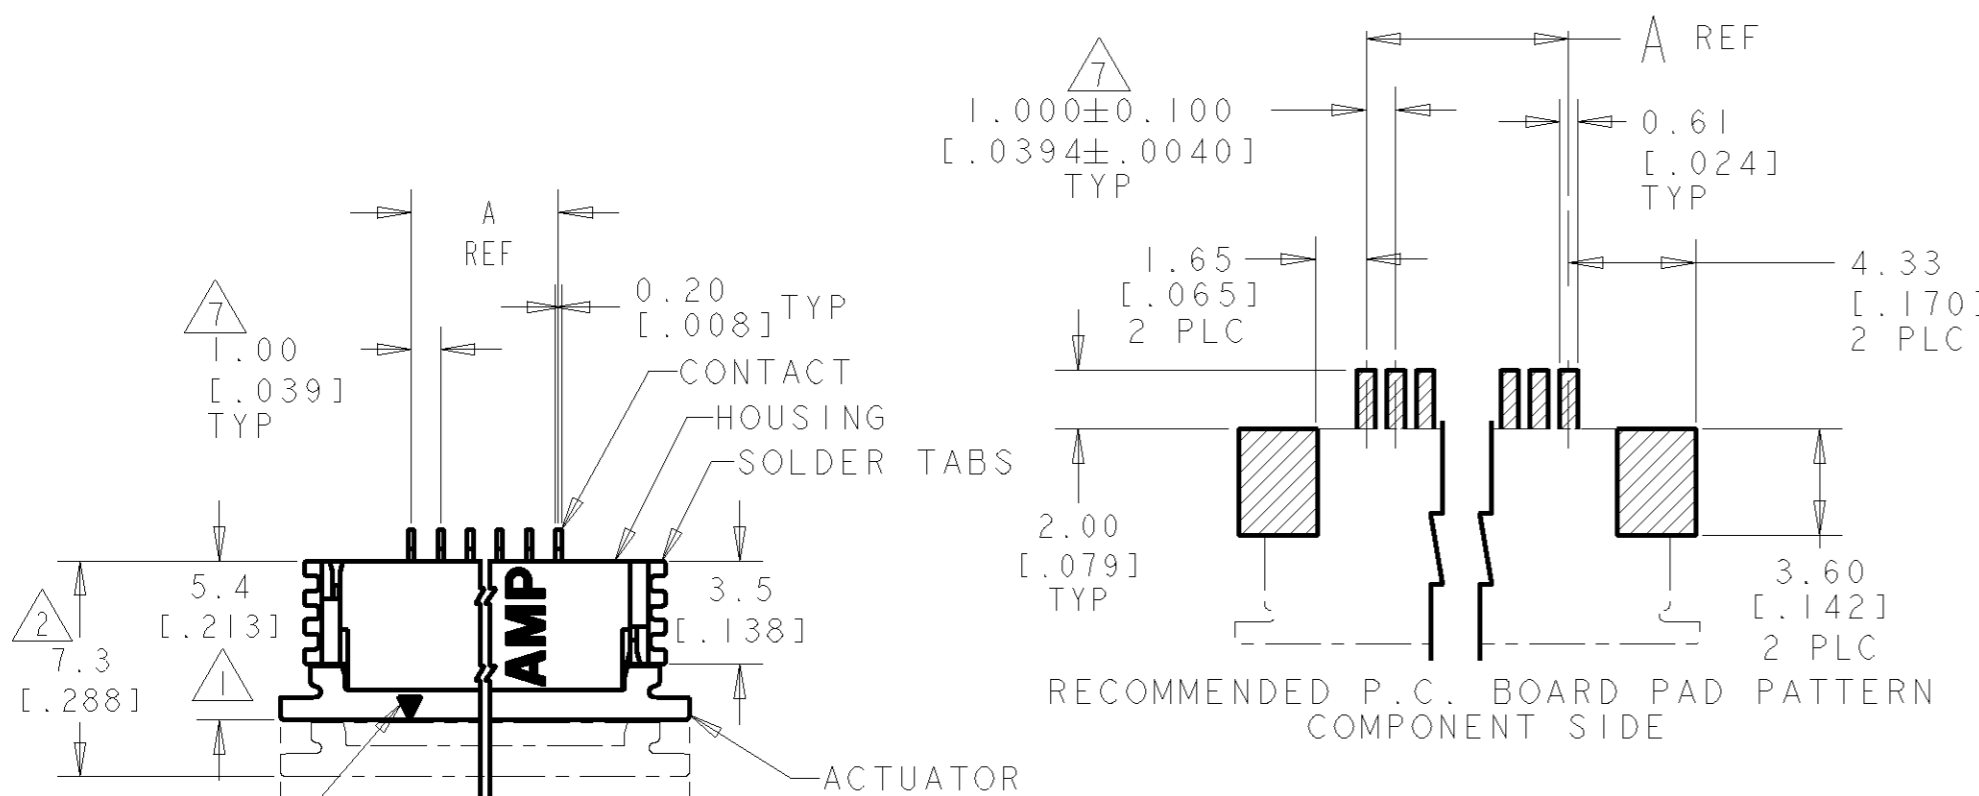 A
REF
7
1.00
[.039]
TYP
0.20
[.008] TYP
CONTACT
HOUSING
SOLDER TABS
5.4
[.213]
1
2
7.3
[.288]
3.5
[.138]
AMP
ACTUATOR
A REF
7
1.000±0.100
[.0394±.0040]
TYP
0.61
[.024]
TYP
1.65
[.065]
2 PLC
4.33
[.170]
2 PLC
2.00
[.079]
TYP
3.60
[.142]
2 PLC
RECOMMENDED P.C. BOARD PAD PATTERN
COMPONENT SIDE